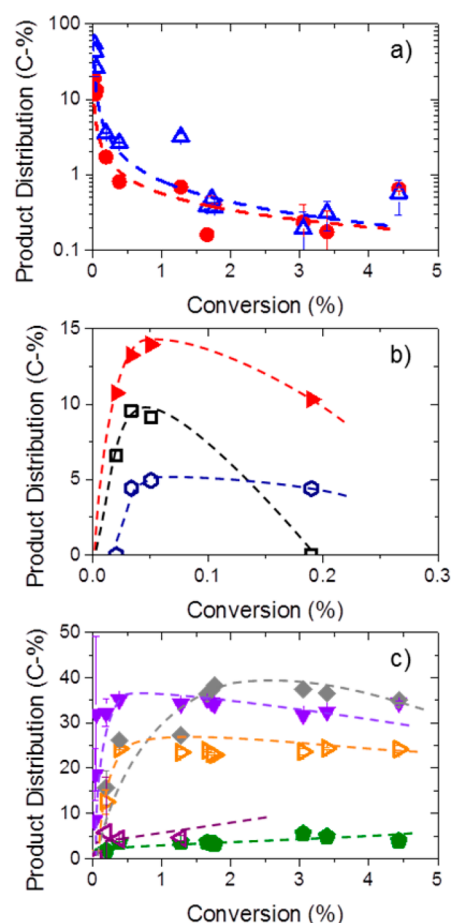 Product Distribution (C-%)
100
10
1
0.1
a)
0 1 2 3 4 5
Conversion (%)
Product Distribution (C-%)
15
10
5
0
b)
0.0 0.1 0.2 0.3
Conversion (%)
Product Distribution (C-%)
50
40
30
20
10
0
c)
0 1 2 3 4 5
Conversion (%)